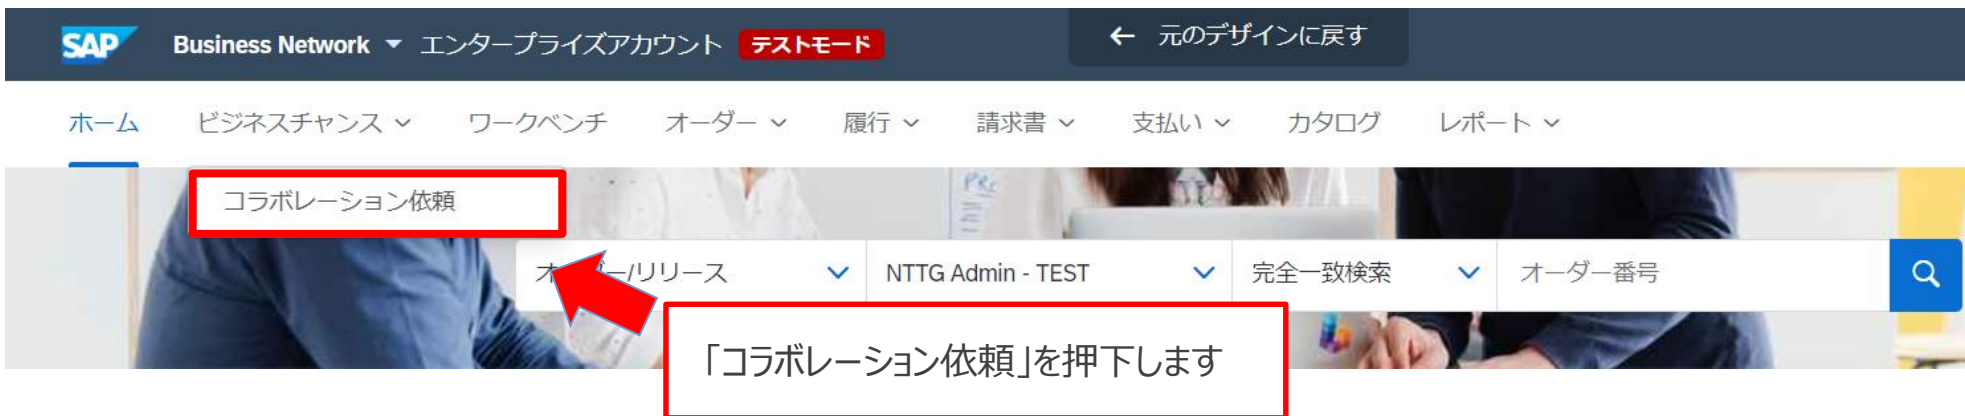 SAP Business Network エンタープライズアカウント テストモード ← 元のデザインに戻す
ホーム ビジネスチャンス ワークベンチ オーダー 履行 請求書 支払い カタログ レポート
コラボレーション依頼
オーダー/リリース NTTG Admin - TEST 完全一致検索 オーダー番号
「コラボレーション依頼」を押下します